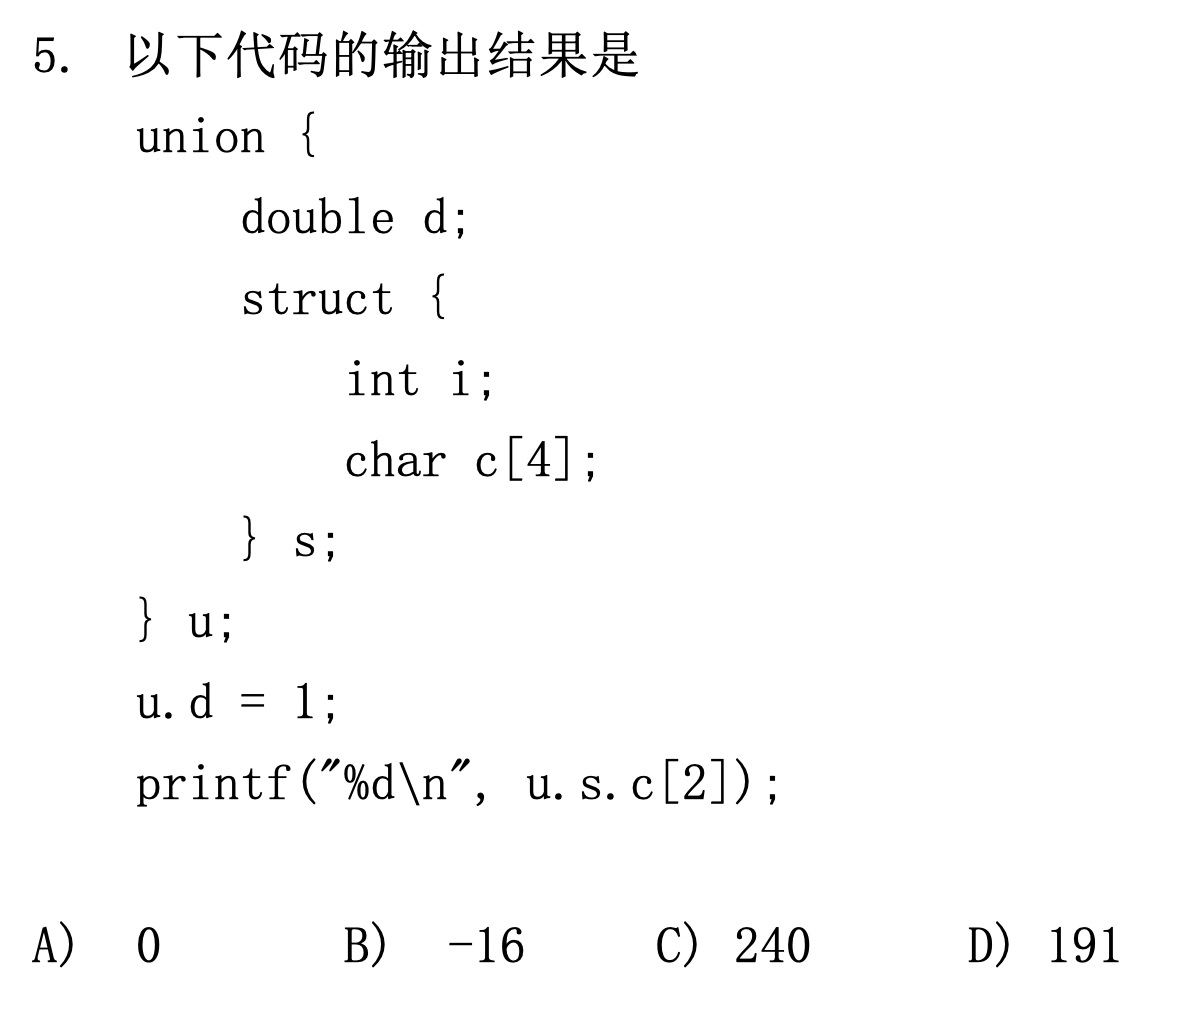 5. 以下代码的输出结果是
union {
double d;
struct {
int i;
char c[4];
} s;
} u;
u.d = 1;
printf("%d\n", u.s.c[2]);
A) 0 B) -16 C) 240 D) 191